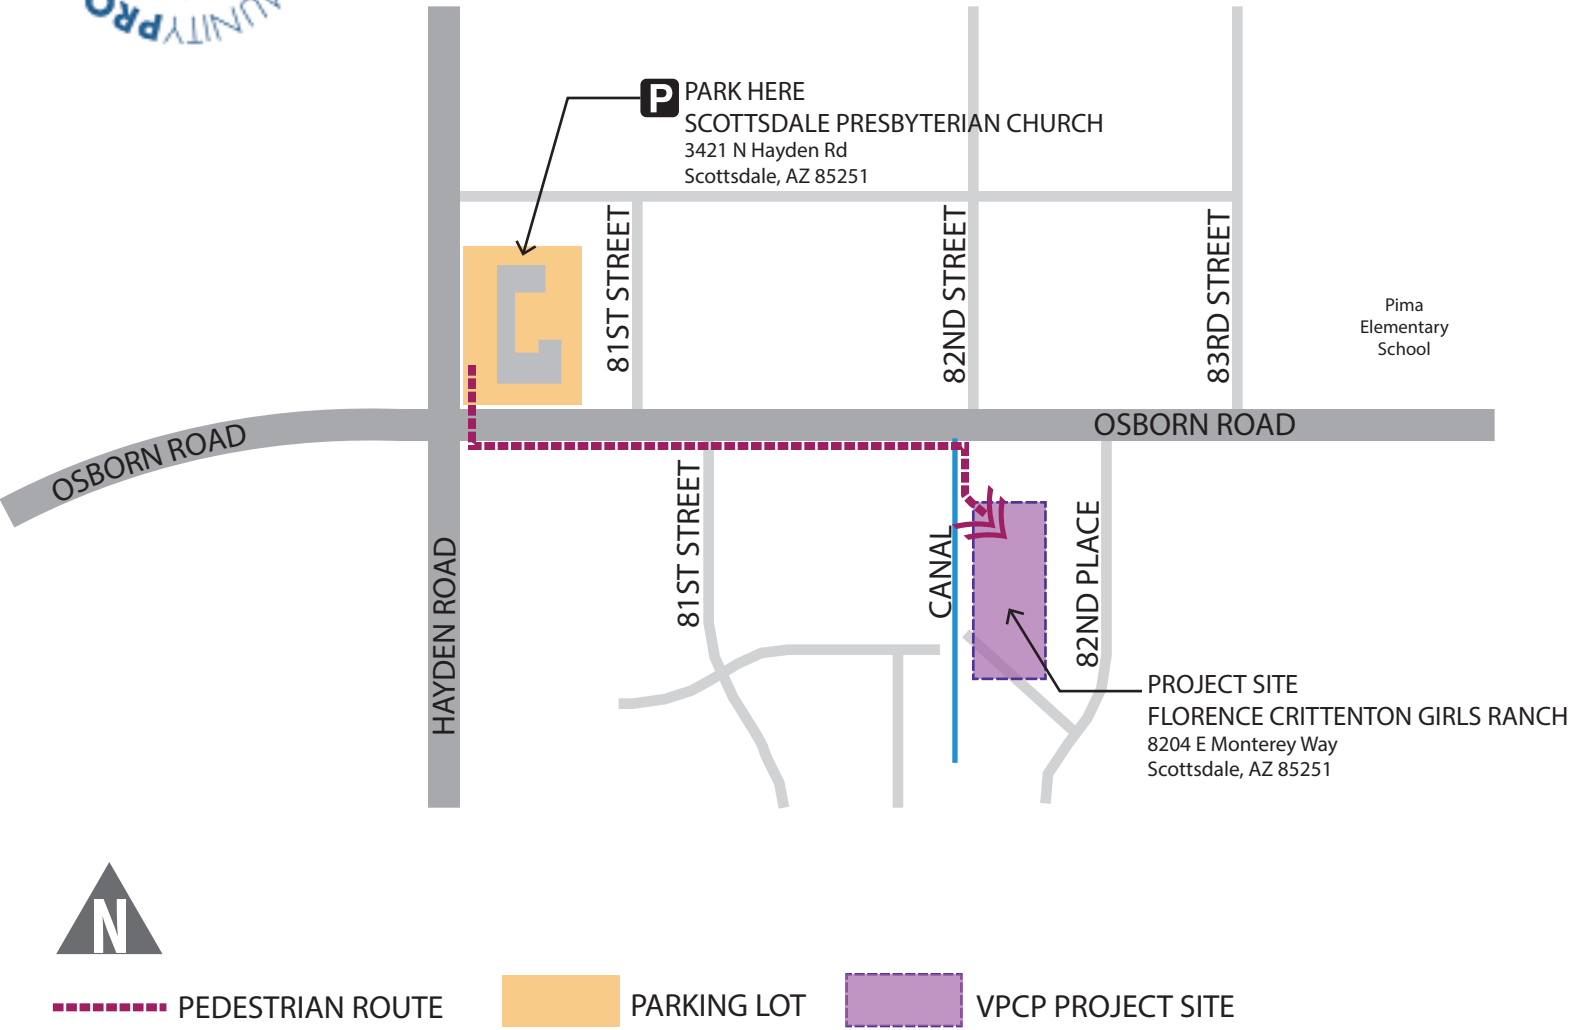 P
PARK HERE
SCOTTSDALE PRESBYTERIAN CHURCH
3421 N Hayden Rd
Scottsdale, AZ 85251
81ST STREET
82ND STREET
83RD STREET
Pima
Elementary
School
OSBORN ROAD
OSBORN ROAD
HAYDEN ROAD
81ST STREET
CANAL
82ND PLACE
PROJECT SITE
FLORENCE CRITTENTON GIRLS RANCH
8204 E Monterey Way
Scottsdale, AZ 85251
N
PEDESTRIAN ROUTE
PARKING LOT
VPCP PROJECT SITE